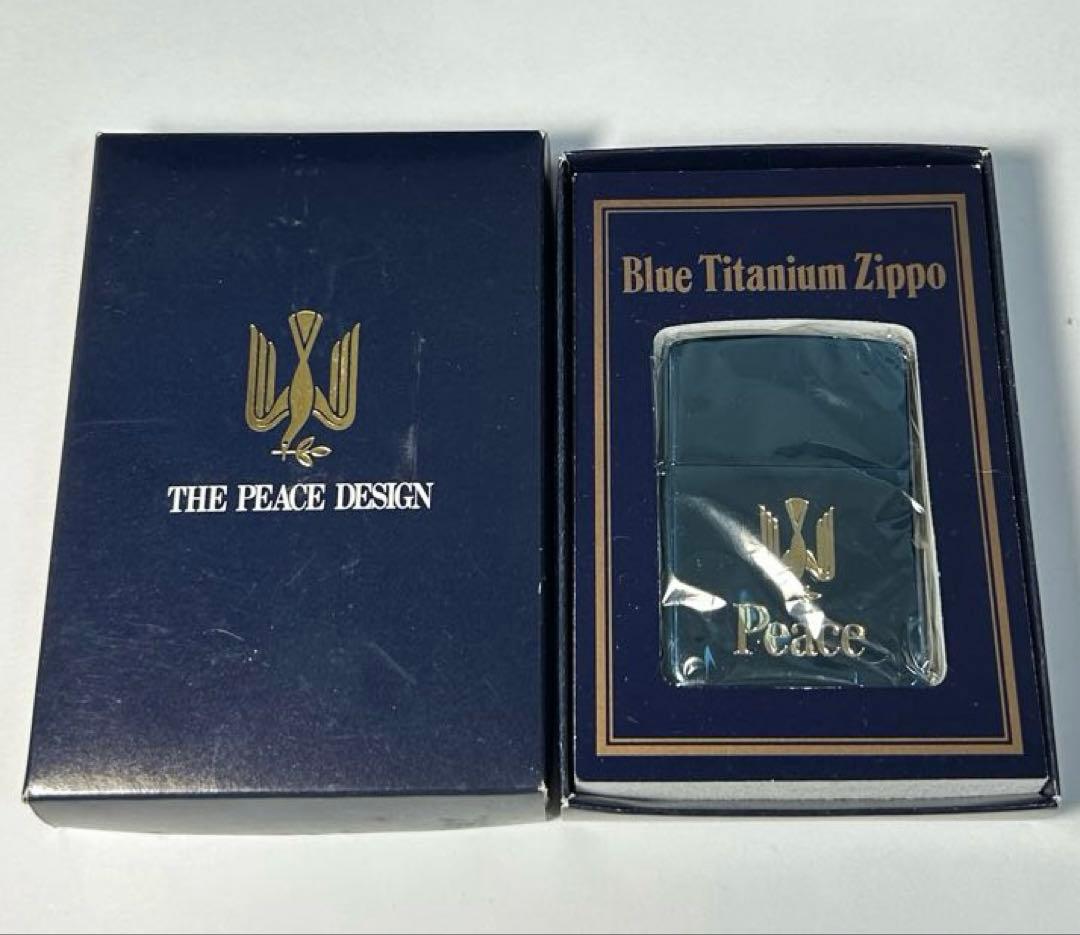 THE PEACE DESIGN
Blue Titanium Zippo
Peace